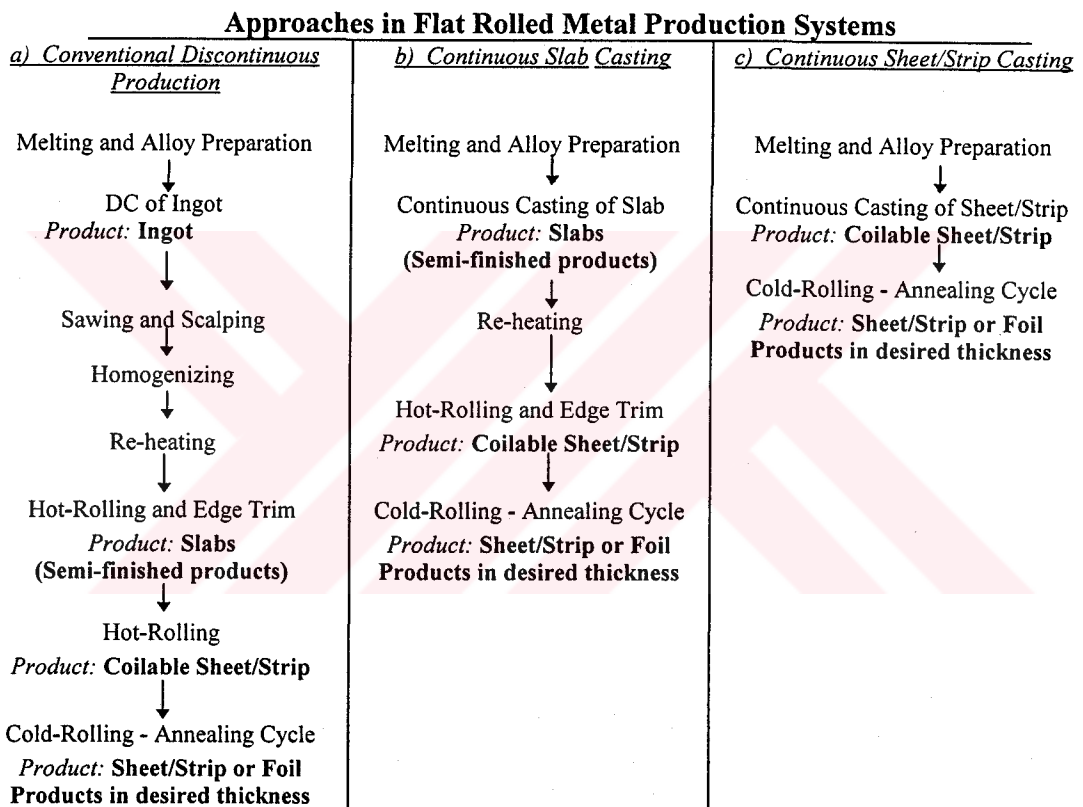 Approaches in Flat Rolled Metal Production Systems
a) Conventional Discontinuous
Production
Melting and Alloy Preparation
DC of Ingot
Product: Ingot
Sawing and Scalping
Homogenizing
Re-heating
Hot-Rolling and Edge Trim
Product: Slabs
(Semi-finished products)
Hot-Rolling
Product: Coilable Sheet/Strip
Cold-Rolling - Annealing Cycle
Product: Sheet/Strip or Foil
Products in desired thickness
b) Continuous Slab Casting
Melting and Alloy Preparation
Continuous Casting of Slab
Product: Slabs
(Semi-finished products)
Re-heating
Hot-Rolling and Edge Trim
Product: Coilable Sheet/Strip
Cold-Rolling - Annealing Cycle
Product: Sheet/Strip or Foil
Products in desired thickness
c) Continuous Sheet/Strip Casting
Melting and Alloy Preparation
Continuous Casting of Sheet/Strip
Product: Coilable Sheet/Strip
Cold-Rolling - Annealing Cycle
Product: Sheet/Strip or Foil
Products in desired thickness